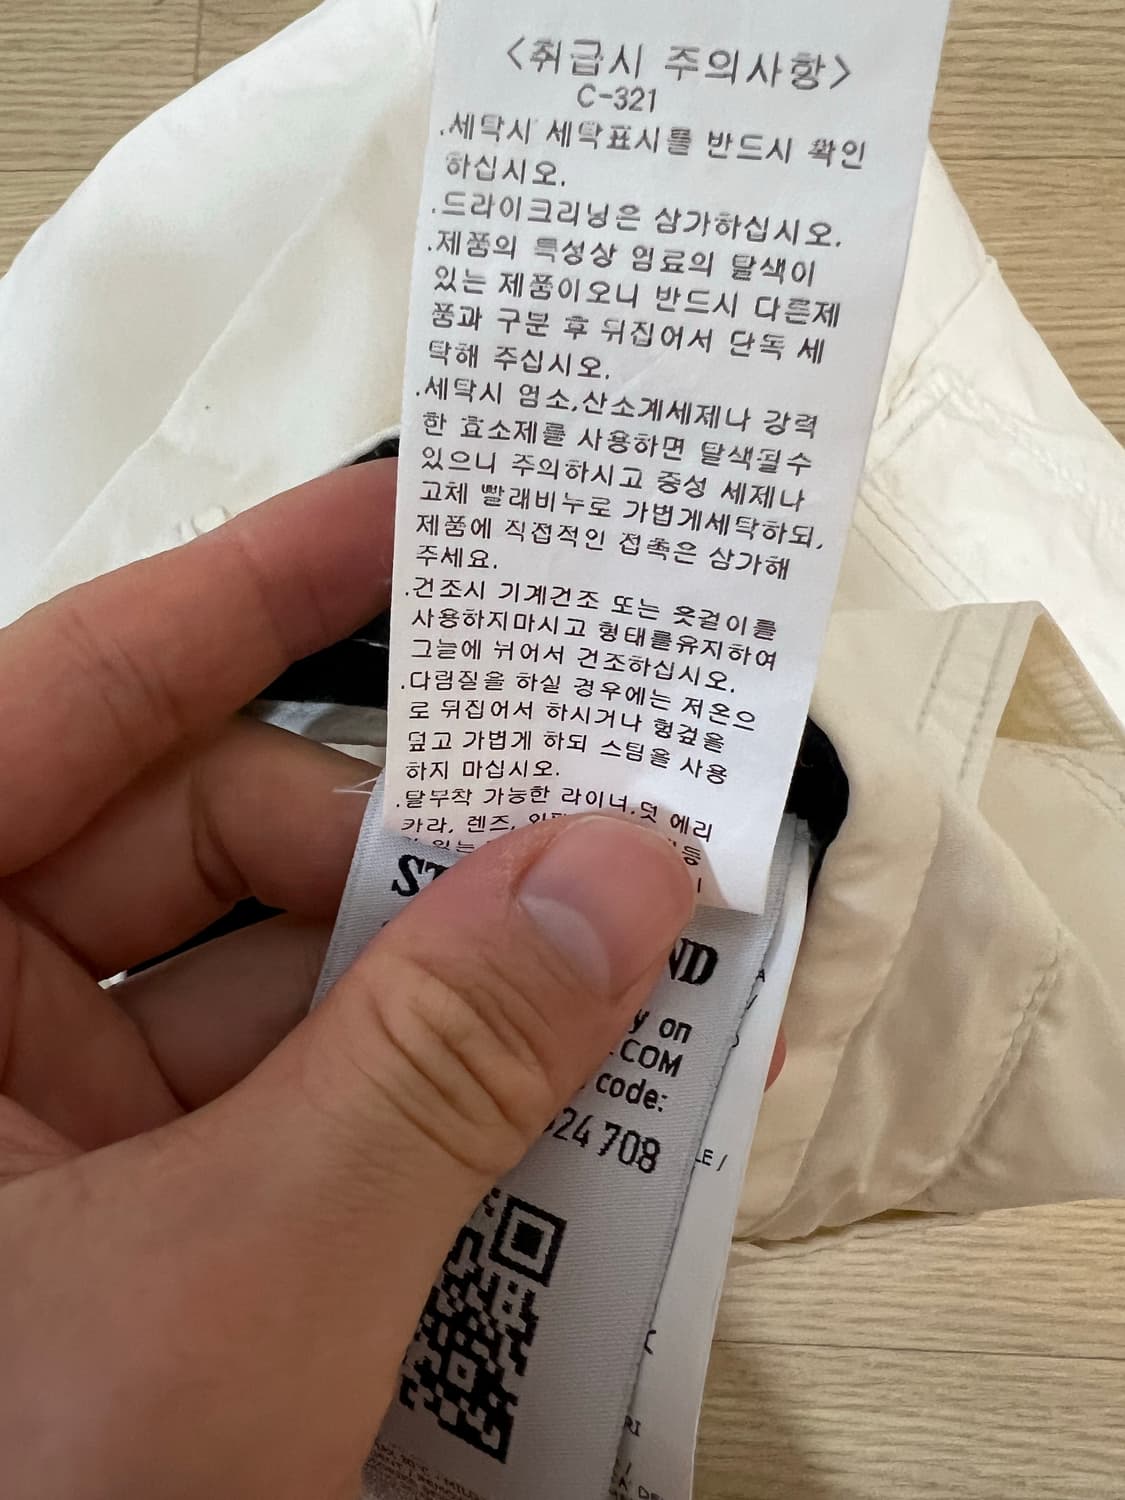 <취급시 주의사항>
C-321
.세탁시 세탁표시를 반드시 확인
하십시오.
.드라이크리닝은 삼가하십시오.
.제품의 특성상 염료의 탈색이
있는 제품이오니 반드시 다른제
품과 구분 후 뒤집어서 단독 세
탁해 주십시오.
.세탁시 염소,산소계세제나 강력
한 효소제를 사용하면 탈색될수
있으니 주의하시고 중성 세제나
고체 빨래비누로 가볍게세탁하되,
제품에 직접적인 접촉은 삼가해
주세요.
.건조시 기계건조 또는 옷걸이를
사용하지마시고 형태를유지하여
그늘에 뉘어서 건조하십시오.
.다림질을 하실 경우에는 저온으
로 뒤집어서 하시거나 헝겊을
덮고 가볍게 하되 스팀을 사용
하지 마십시오.
.탈부착 가능한 라이너,덧 에리
카라, 렌즈,
있는
ND
y on
.COM
code:
324 708
LE /
RI